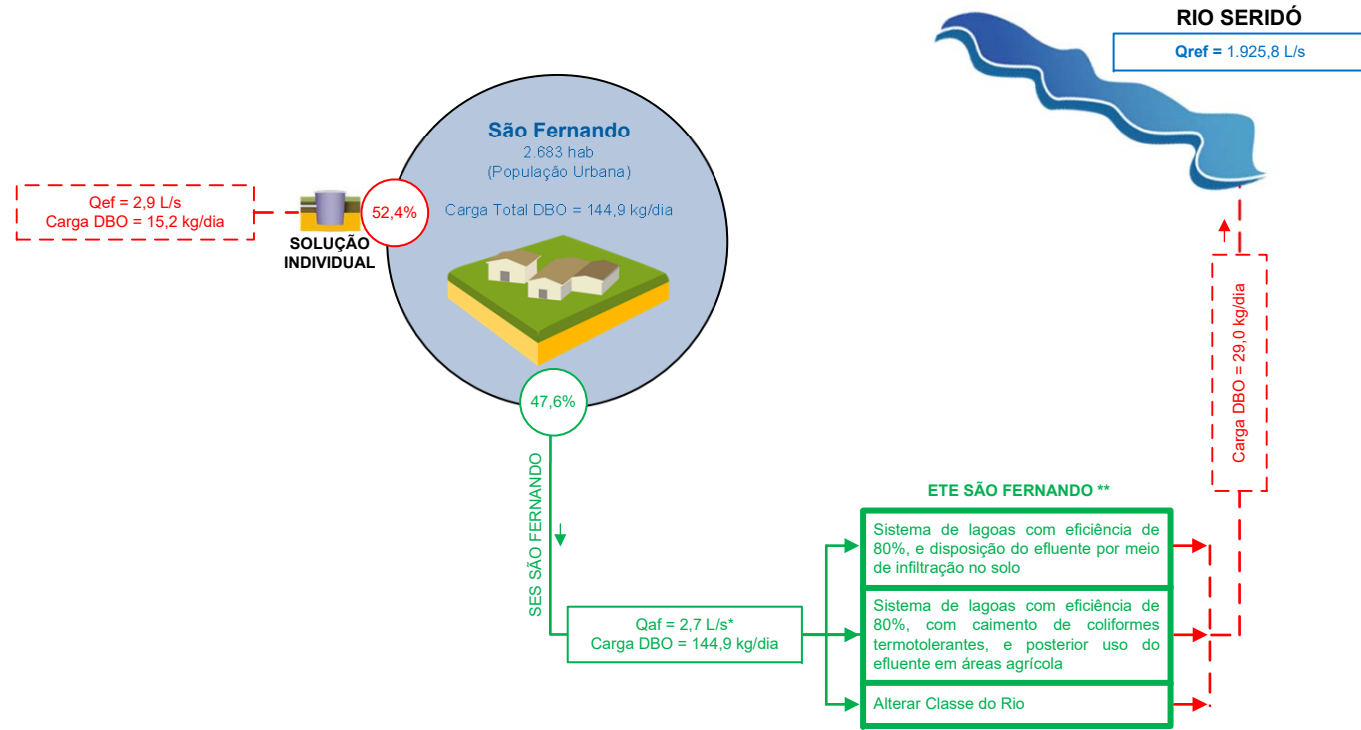 RIO SERIDÓ
Qref = 1.925,8 L/s
São Fernando
2.683 hab
(População Urbana)
Carga Total DBO = 144,9 kg/dia
Qef = 2,9 L/s
Carga DBO = 15,2 kg/dia
52,4%
SOLUÇÃO
INDIVIDUAL
47,6%
SES SÃO FERNANDO
Qaf = 2,7 L/s*
Carga DBO = 144,9 kg/dia
ETE SÃO FERNANDO **
Sistema de lagoas com eficiência de
80%, e disposição do efluente por meio
de infiltração no solo
Sistema de lagoas com eficiência de
80%, com caimento de coliformes
termotolerantes, e posterior uso do
efluente em áreas agrícola
Alterar Classe do Rio
Carga DBO = 29,0 kg/dia